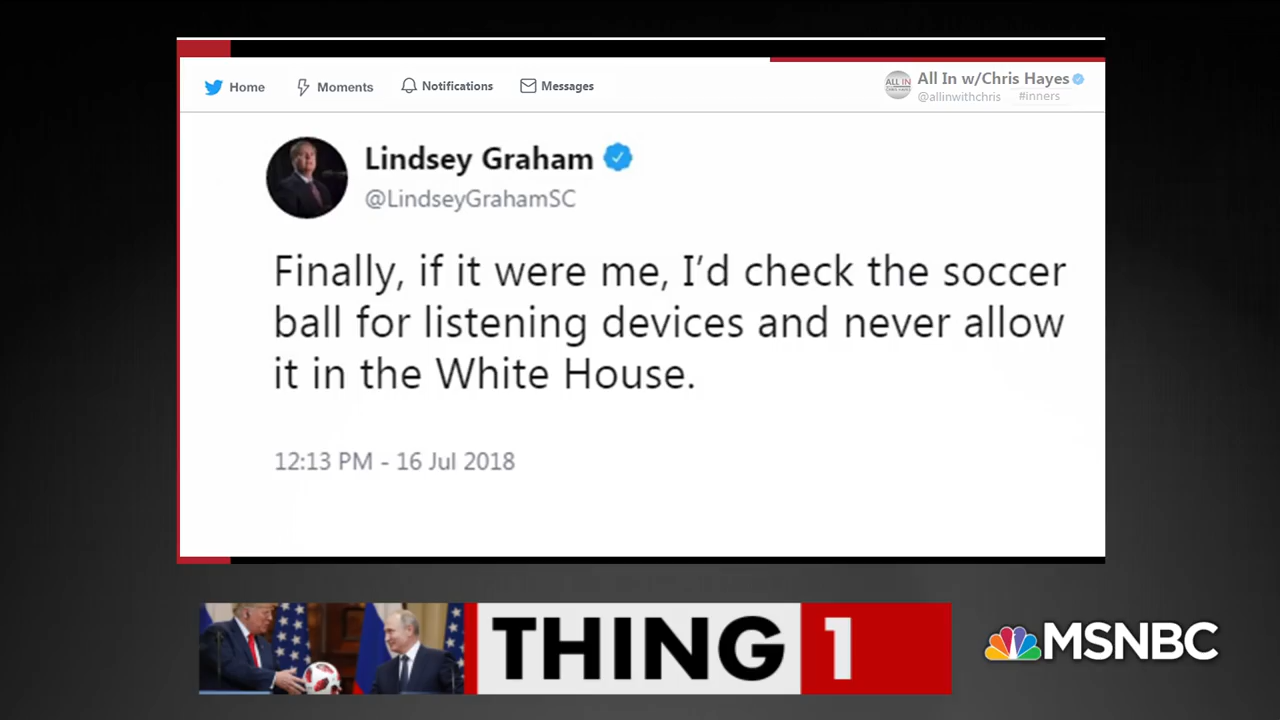 Home Moments Notifications Messages
All In w/Chris Hayes
@allinwithchris #inners
ALL IN
Lindsey Graham
@LindseyGrahamSC
Finally, if it were me, I’d check the soccer
ball for listening devices and never allow
it in the White House.
12:13 PM - 16 Jul 2018
THING 1
MSNBC